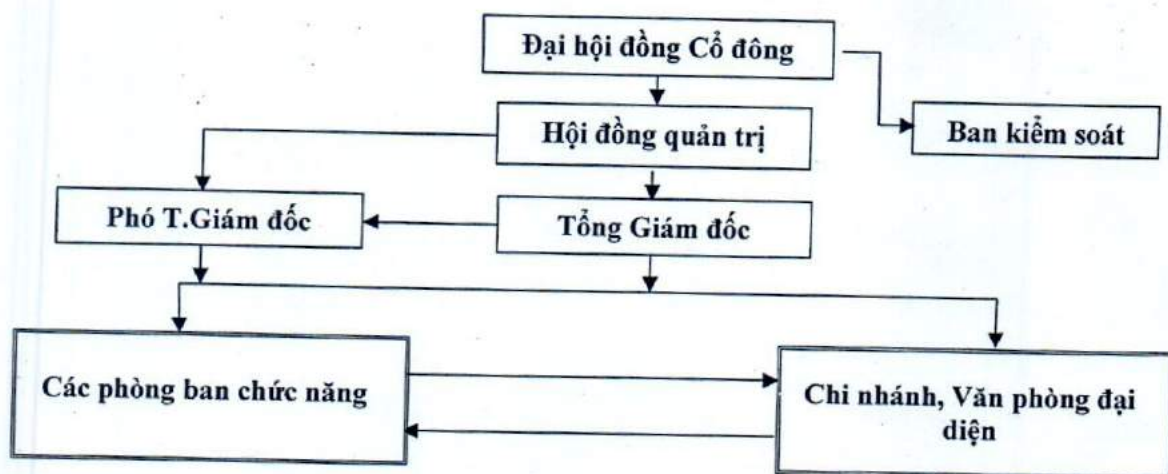 Đại hội đồng Cổ đông
Hội đồng quản trị
Ban kiểm soát
Phó T.Giám đốc
Tổng Giám đốc
Các phòng ban chức năng
Chi nhánh, Văn phòng đại
diện